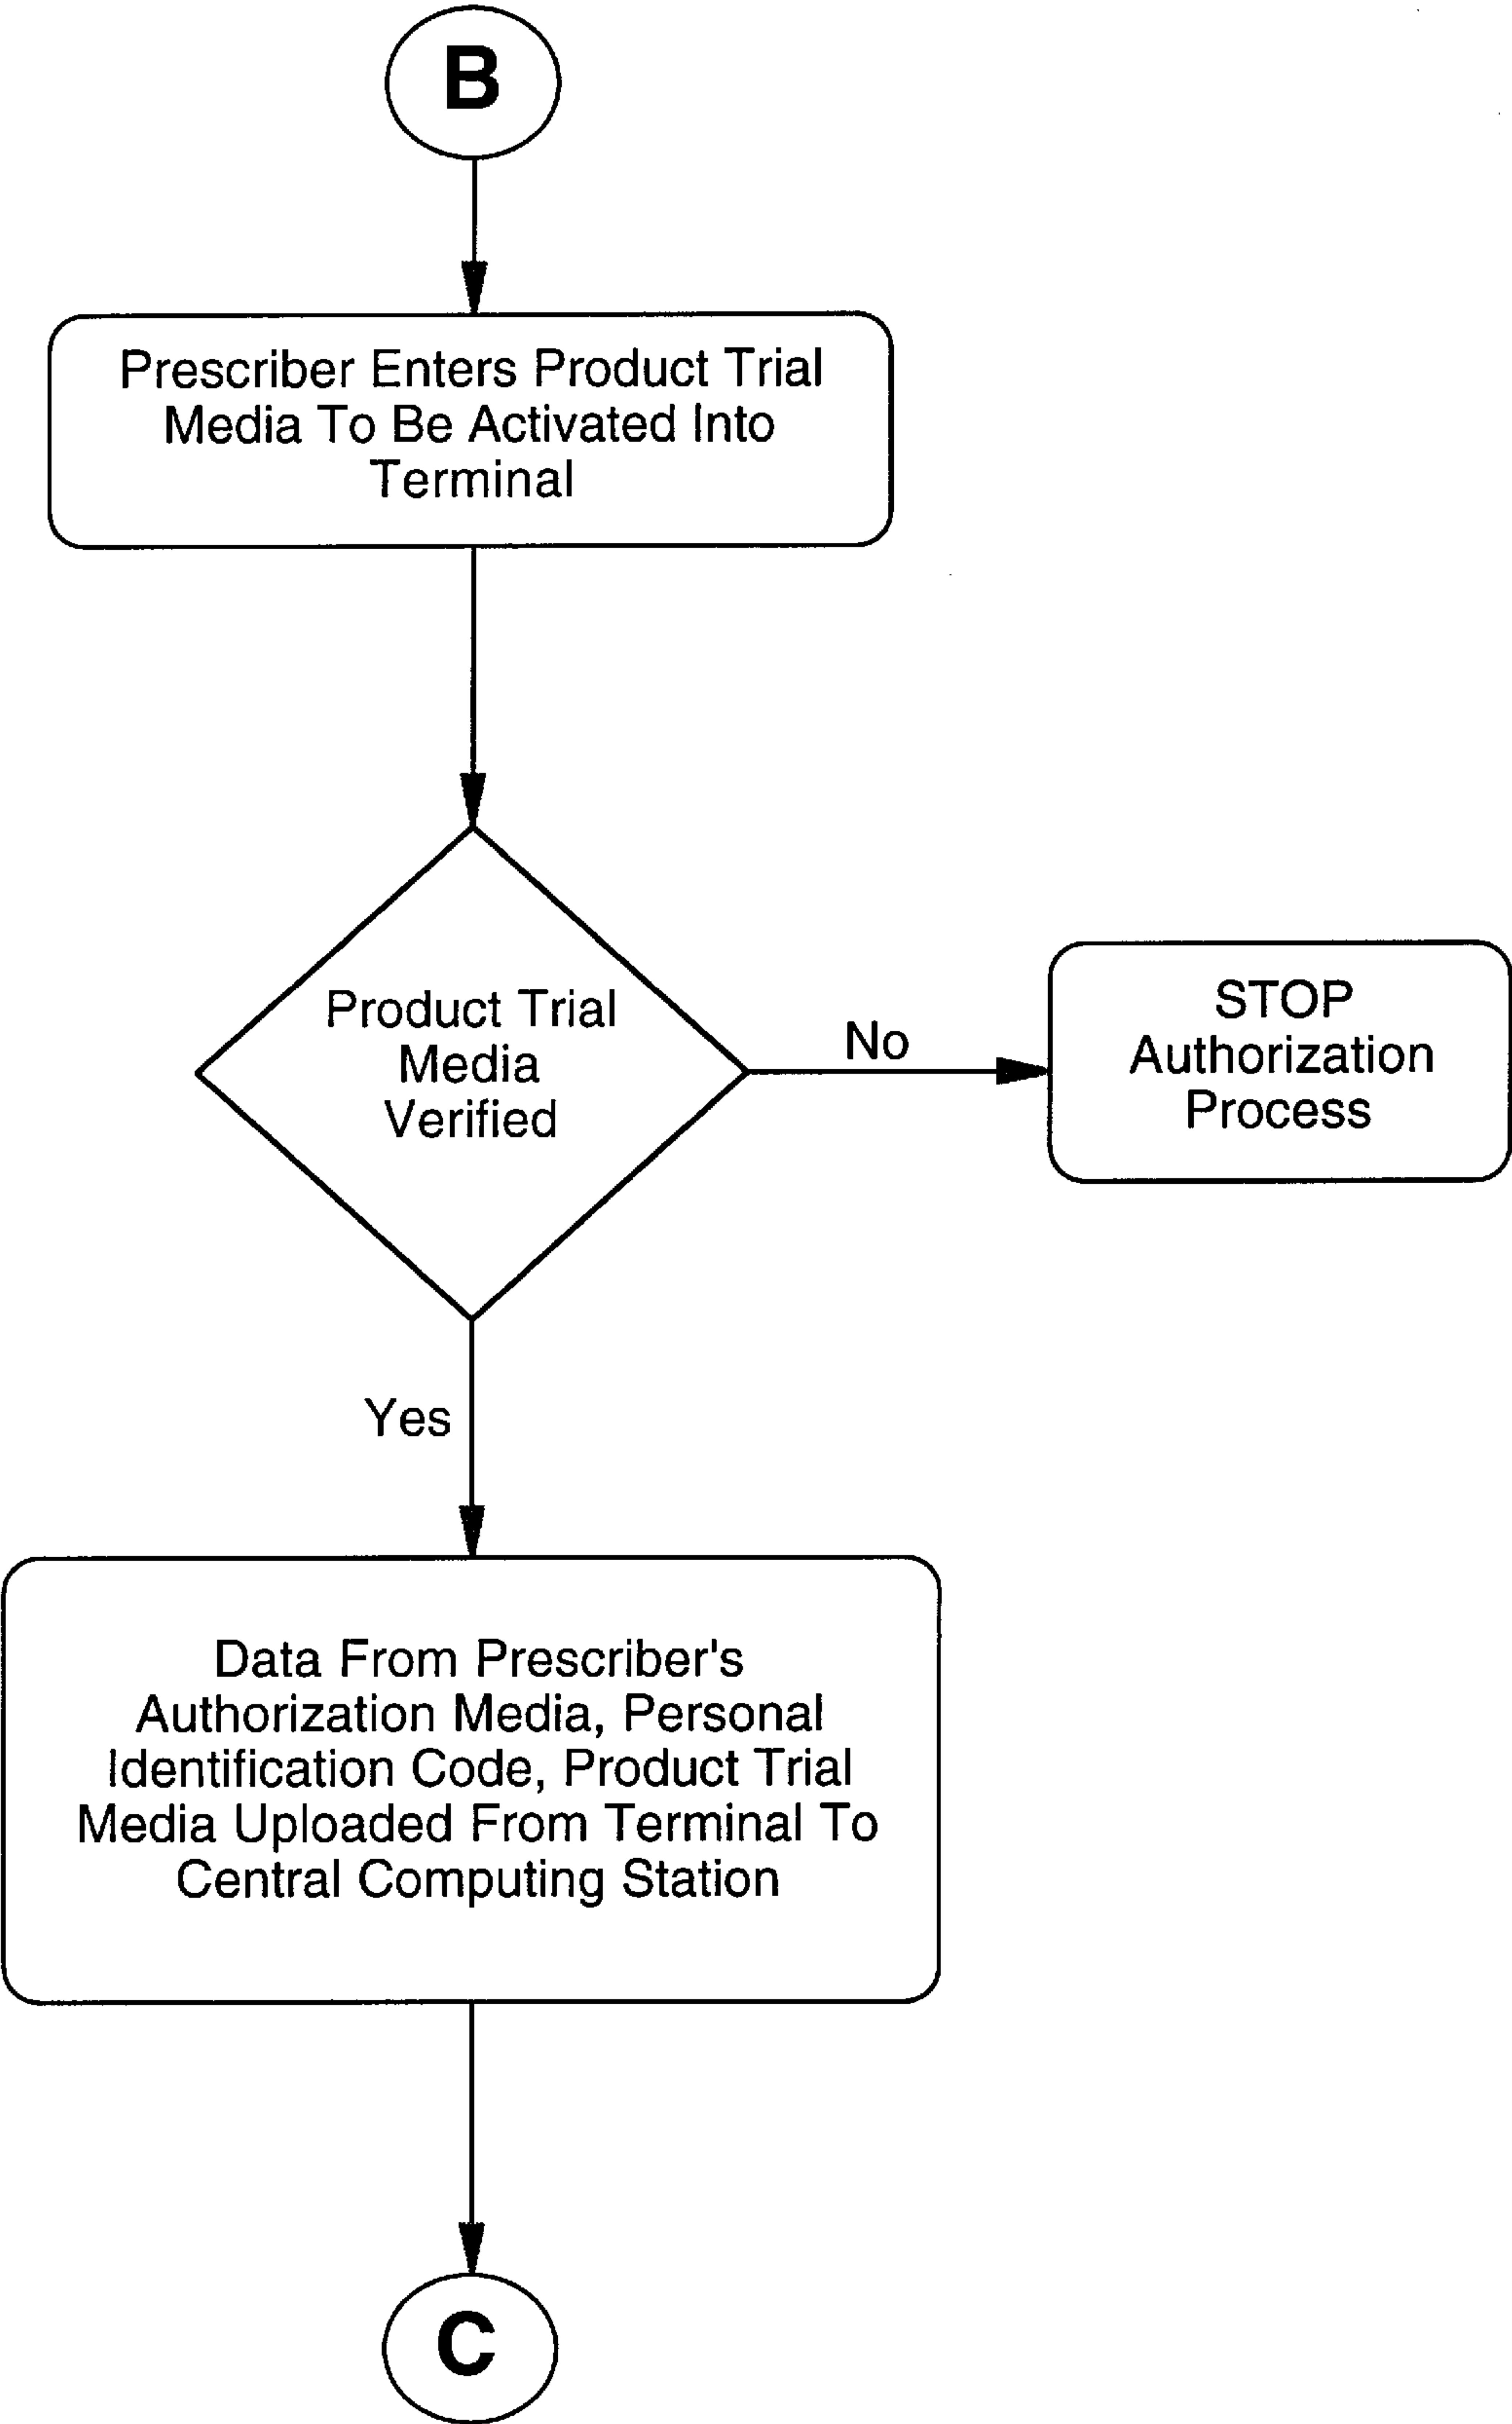 B
Prescriber Enters Product Trial
Media To Be Activated Into
Terminal
Product Trial
Media
Verified
No
STOP
Authorization
Process
Yes
Data From Prescriber's
Authorization Media, Personal
Identification Code, Product Trial
Media Uploaded From Terminal To
Central Computing Station
C